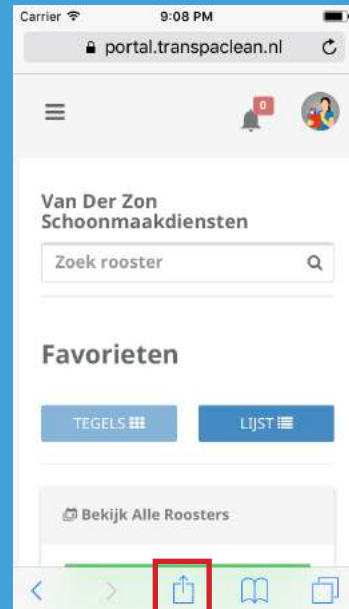 Carrier 9:08 PM
portal.transpaclean.nl
0
Van Der Zon
Schoonmaakdiensten
Zoek rooster
Favorieten
TEGELS LIJST
Bekijk Alle Roosters